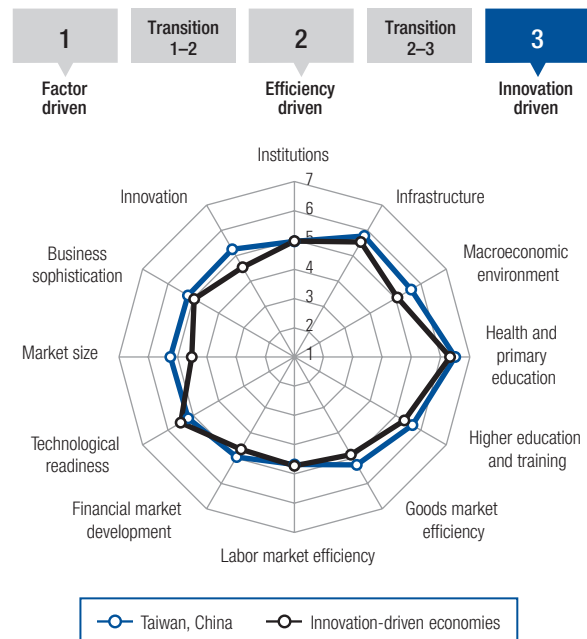 1
Transition
1–2
2
Transition
2–3
3
Factor
driven
Efficiency
driven
Innovation
driven
Institutions
Infrastructure
Macroeconomic
environment
Health and
primary
education
Higher education
and training
Goods market
efficiency
Labor market efficiency
Financial market
development
Technological
readiness
Market size
Business
sophistication
Innovation
7
6
5
4
3
2
1
Taiwan, China
Innovation-driven economies